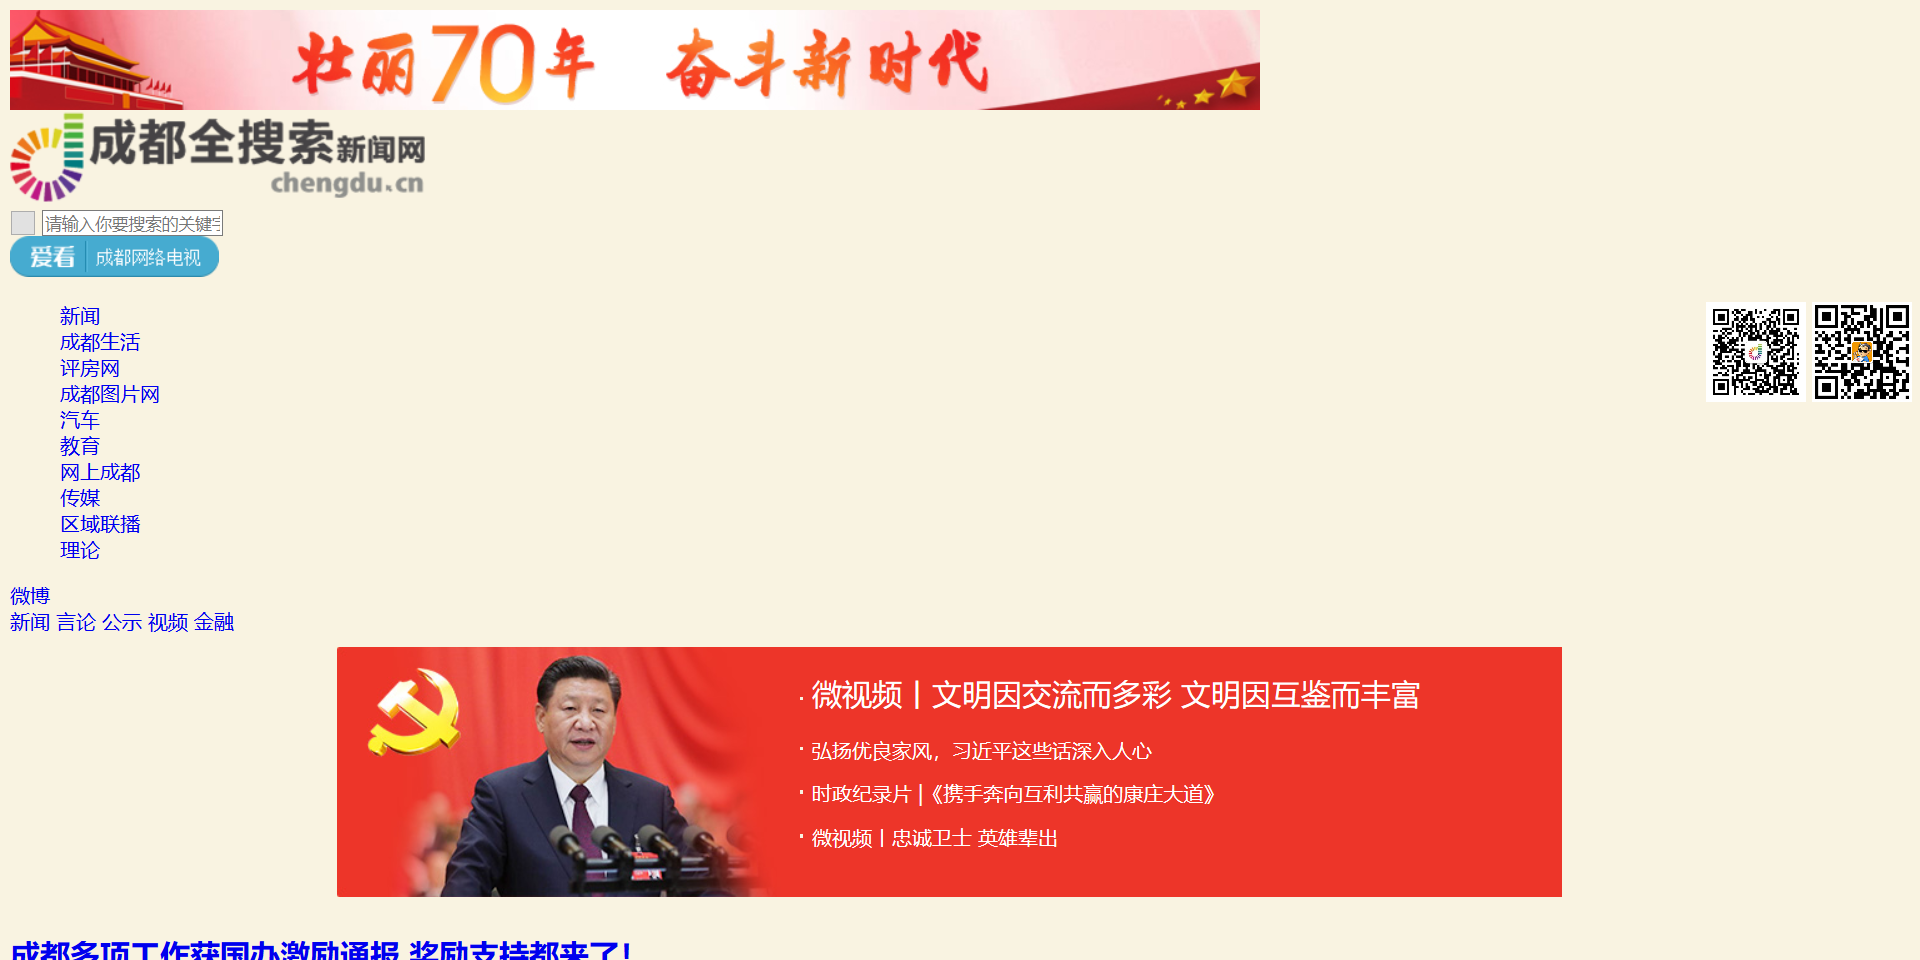 壮丽70年 奋斗新时代
成都全搜索新闻网
chengdu.cn
请输入你要搜索的关键字
爱看 成都网络电视
新闻
成都生活
评房网
成都图片网
汽车
教育
网上成都
传媒
区域联播
理论
微博
新闻 言论 公示 视频 金融
· 微视频丨文明因交流而多彩 文明因互鉴而丰富
· 弘扬优良家风，习近平这些话深入人心
· 时政纪录片 |《携手奔向互利共赢的康庄大道》
· 微视频丨忠诚卫士 英雄辈出
成都多项工作获国办激励通报 奖励支持都来了！